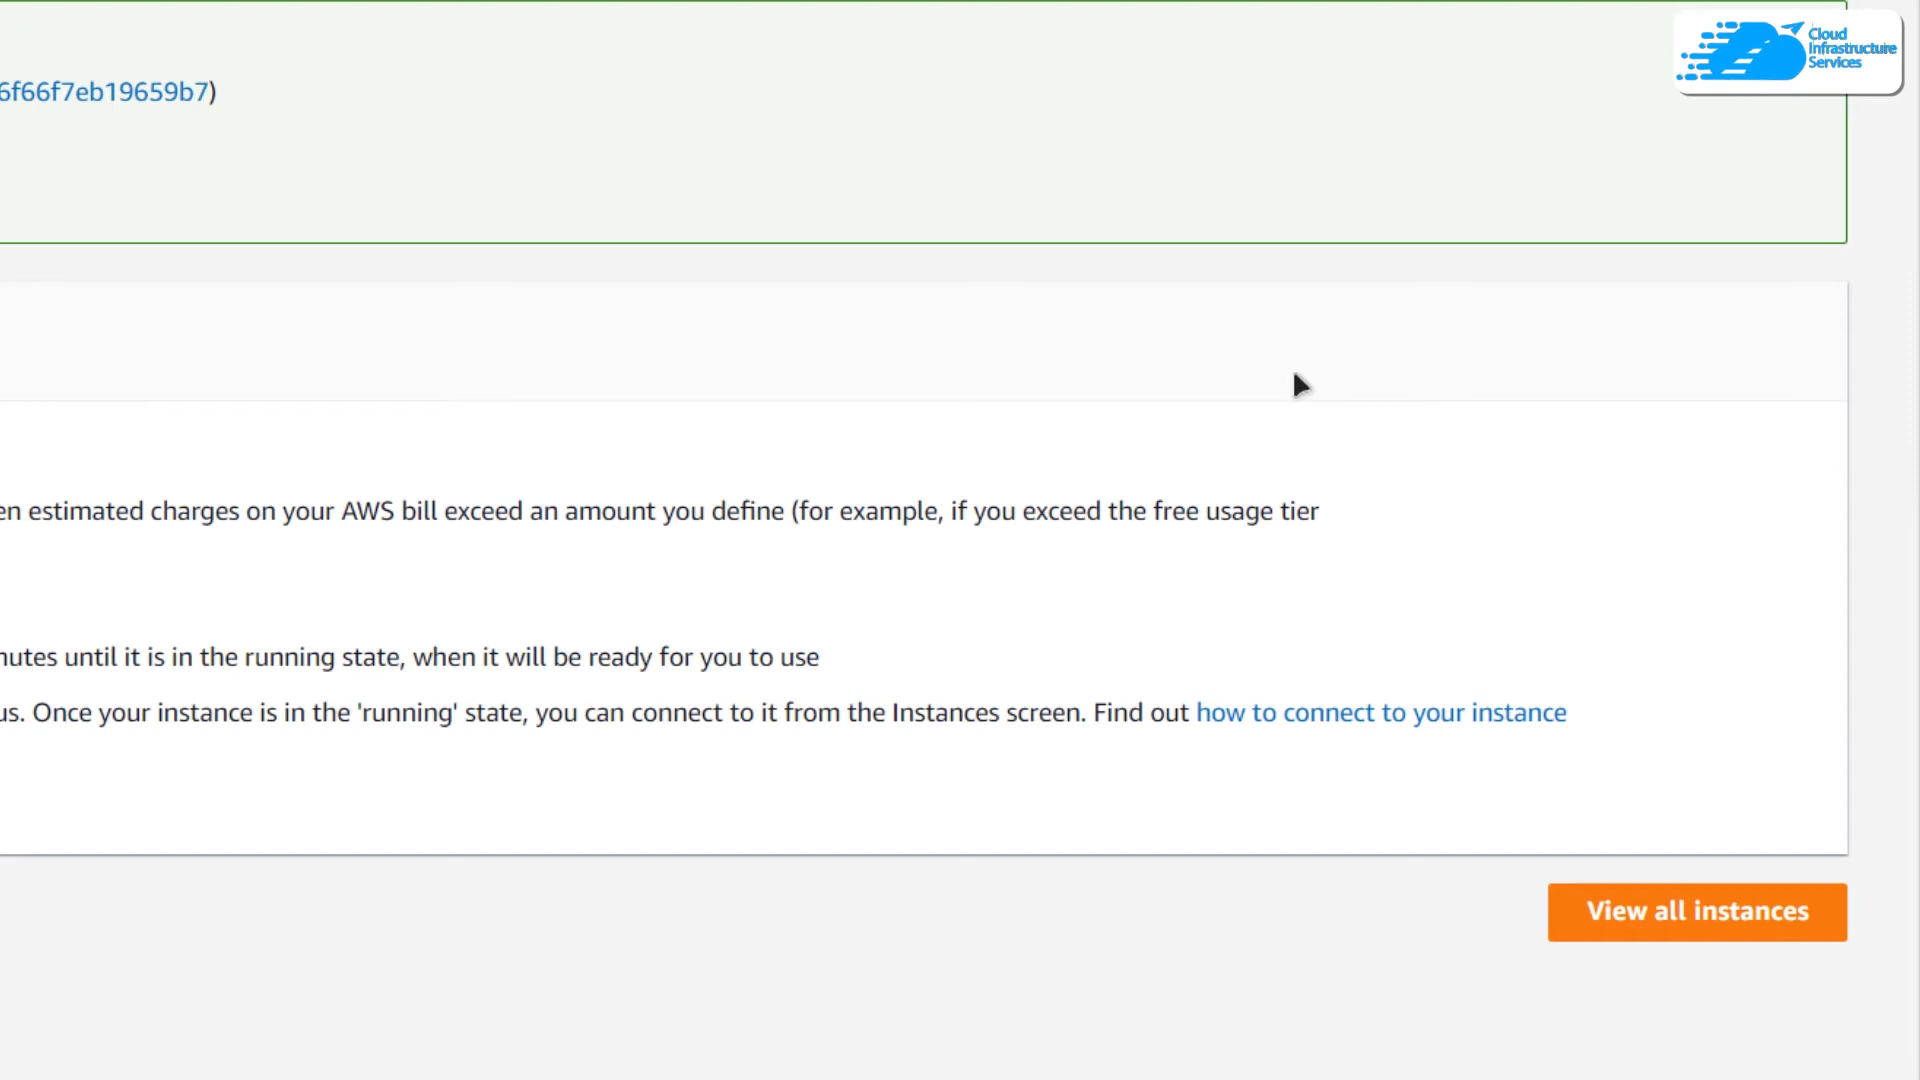 Cloud
Infrastructure
Services
6f66f7eb19659b7)
en estimated charges on your AWS bill exceed an amount you define (for example, if you exceed the free usage tier
nutes until it is in the running state, when it will be ready for you to use
us. Once your instance is in the 'running' state, you can connect to it from the Instances screen. Find out how to connect to your instance
View all instances